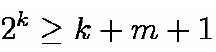 2^k ≥ k + m + 1